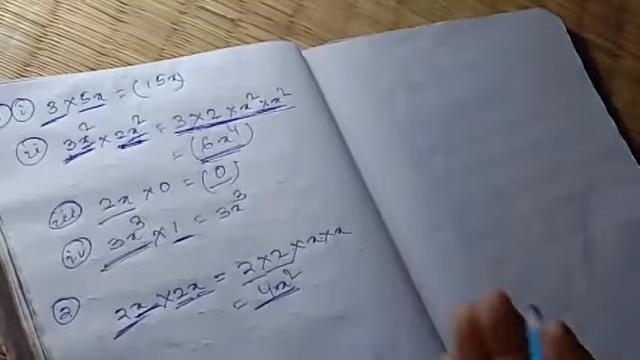 (i) 3 × 5x = (15x)
(ii) 3x² × 2x² = 3 × 2 × x² × x²
= (6x⁴)
(iii) 2x × 0 = (0)
(iv) 3x³ × 1 = 3x³
(2) 2x × 2x = 2 × 2 × x × x
= 4x²